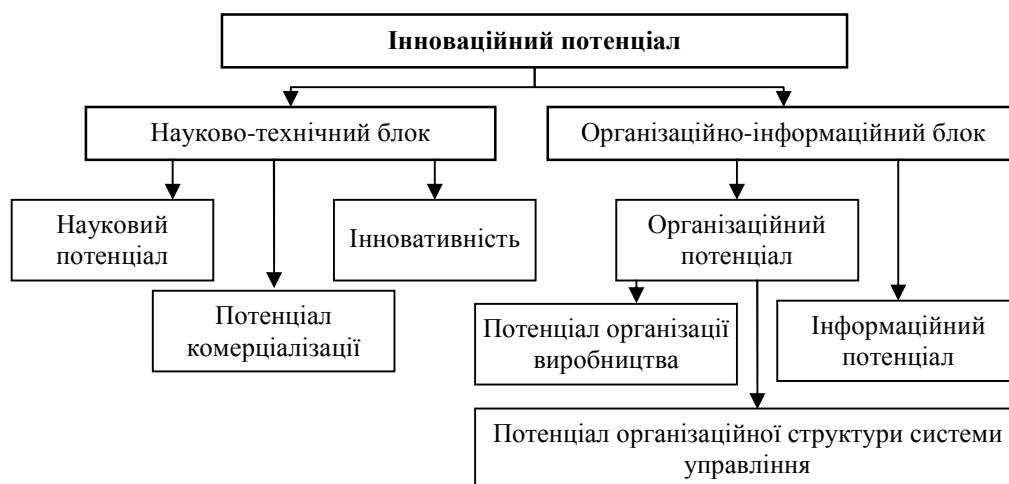 Інноваційний потенціал
Науково-технічний блок
Організаційно-інформаційний блок
Науковий
потенціал
Інновативність
Організаційний
потенціал
Потенціал
комерціалізації
Потенціал організації
виробництва
Інформаційний
потенціал
Потенціал організаційної структури системи
управління